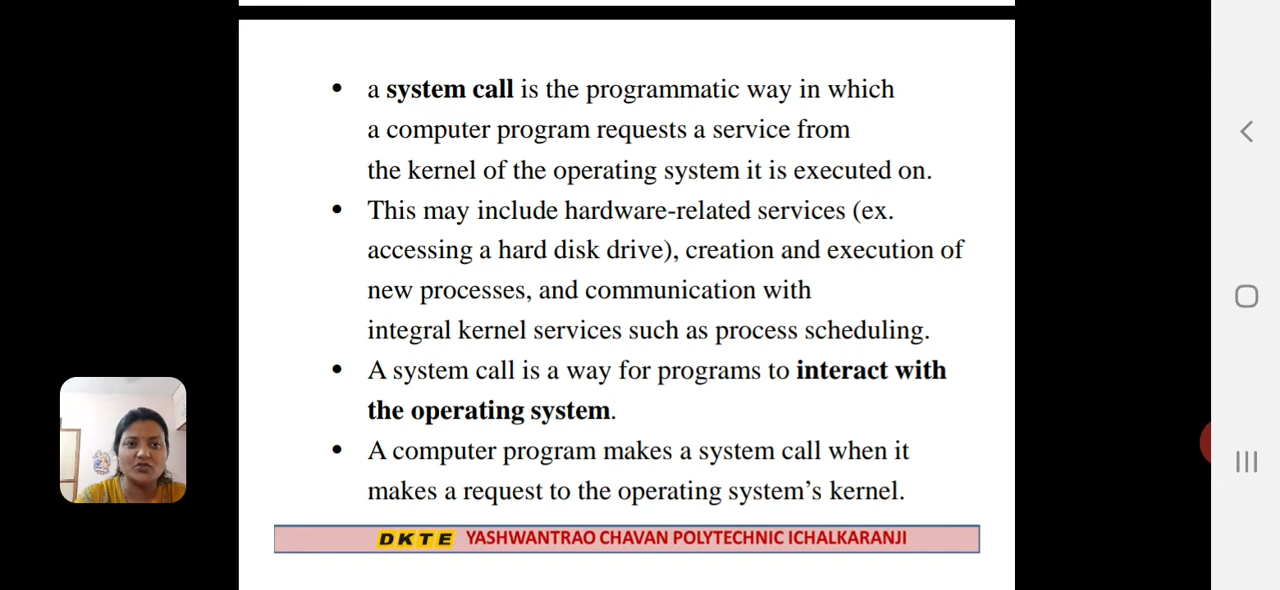 • a system call is the programmatic way in which
a computer program requests a service from
the kernel of the operating system it is executed on.
• This may include hardware-related services (ex.
accessing a hard disk drive), creation and execution of
new processes, and communication with
integral kernel services such as process scheduling.
• A system call is a way for programs to interact with
the operating system.
• A computer program makes a system call when it
makes a request to the operating system’s kernel.
DKTE YASHWANTRAO CHAVAN POLYTECHNIC ICHALKARANJI